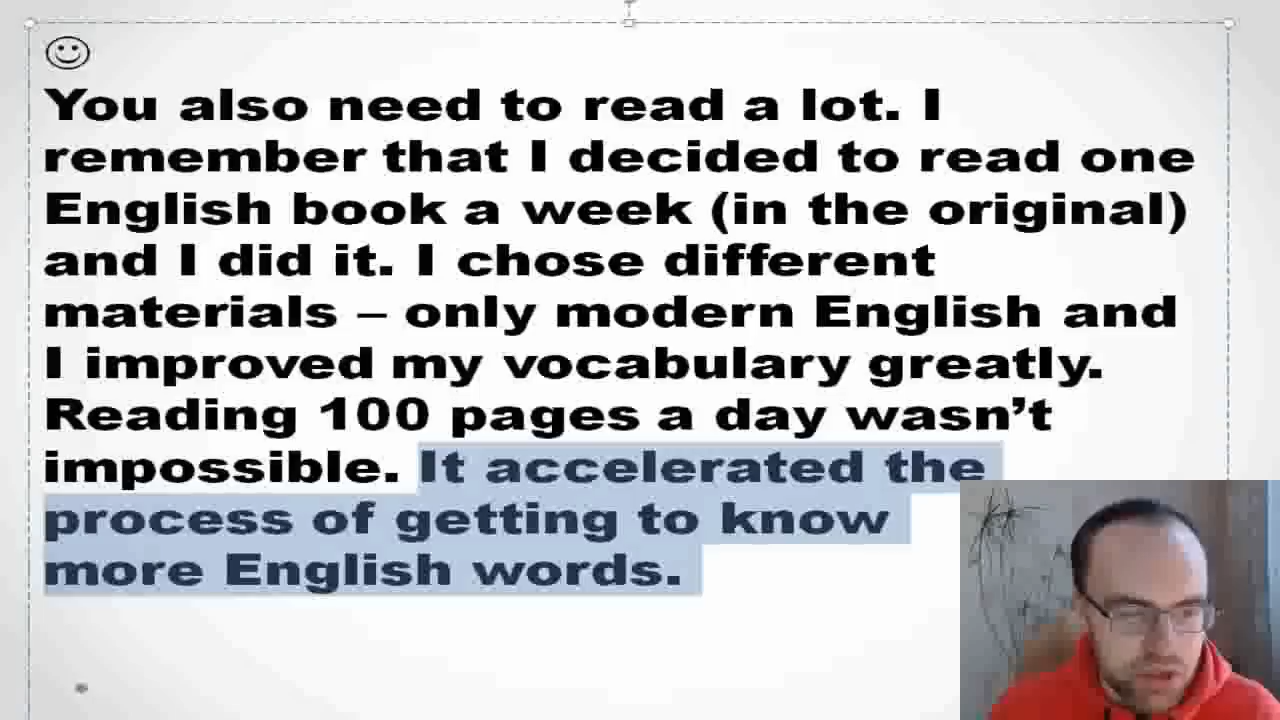 You also need to read a lot. I
remember that I decided to read one
English book a week (in the original)
and I did it. I chose different
materials – only modern English and
I improved my vocabulary greatly.
Reading 100 pages a day wasn’t
impossible. It accelerated the
process of getting to know
more English words.